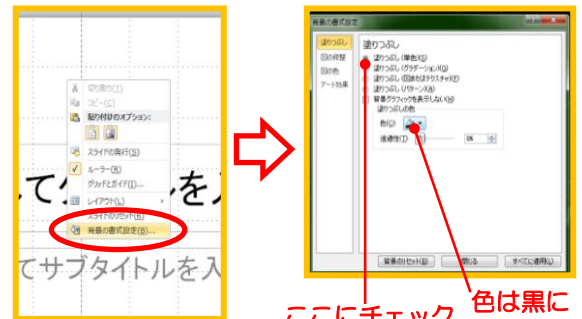 切り取り(T)
コピー(C)
貼り付けのオプション:
スライドの発行(S)
ルーラー(R)
グリッドとガイド(I)...
レイアウト(L)
スライドのリセット(R)
背景の書式設定(B)...
てサブタイトルを入
背景の書式設定
塗りつぶし
図の修整
図の色
アート効果
塗りつぶし
塗りつぶし (単色)(S)
塗りつぶし (グラデーション)(G)
塗りつぶし (図またはテクスチャ)(P)
塗りつぶし (パターン)(A)
背景グラフィックを表示しない(H)
塗りつぶしの色
色(C)
透過性(T)
0%
背景のリセット(B)
閉じる
すべてに適用(L)
ここにチェック
色は黒に